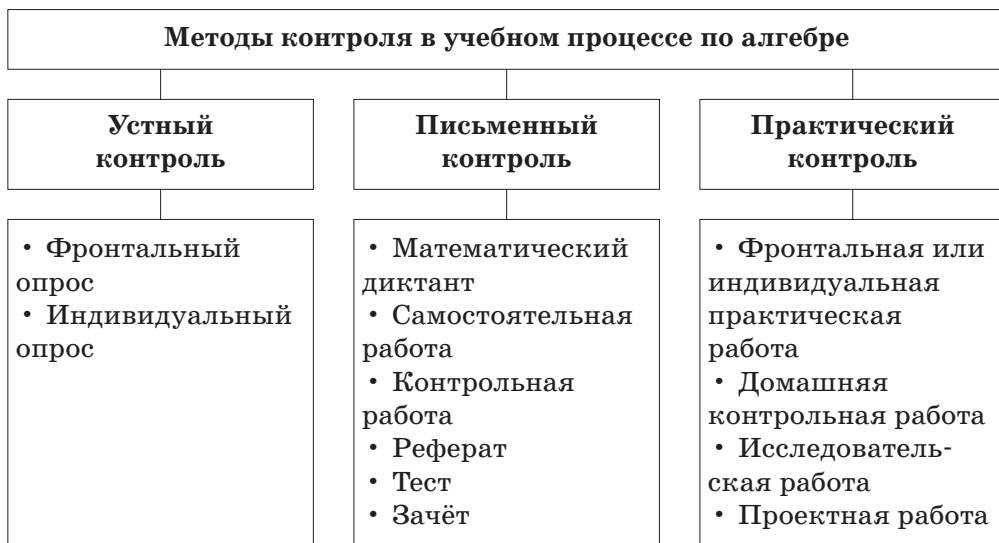 Методы контроля в учебном процессе по алгебре
Устный
контроль
Письменный
контроль
Практический
контроль
• Фронтальный
опрос
• Индивидуальный
опрос
• Математический
диктант
• Самостоятельная
работа
• Контрольная
работа
• Реферат
• Тест
• Зачёт
• Фронтальная или
индивидуальная
практическая
работа
• Домашняя
контрольная работа
• Исследователь-
ская работа
• Проектная работа